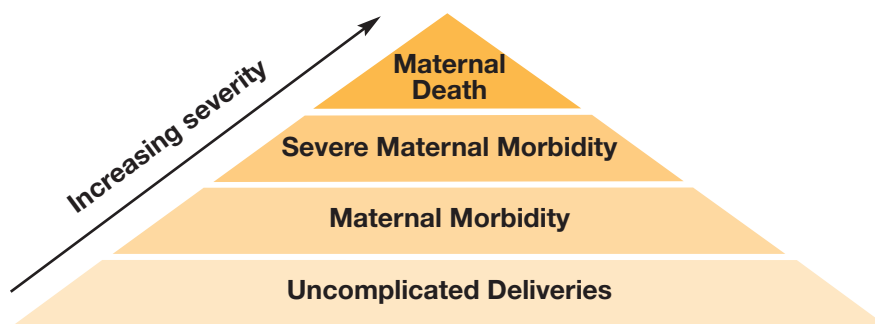 Increasing severity
Maternal
Death
Severe Maternal Morbidity
Maternal Morbidity
Uncomplicated Deliveries